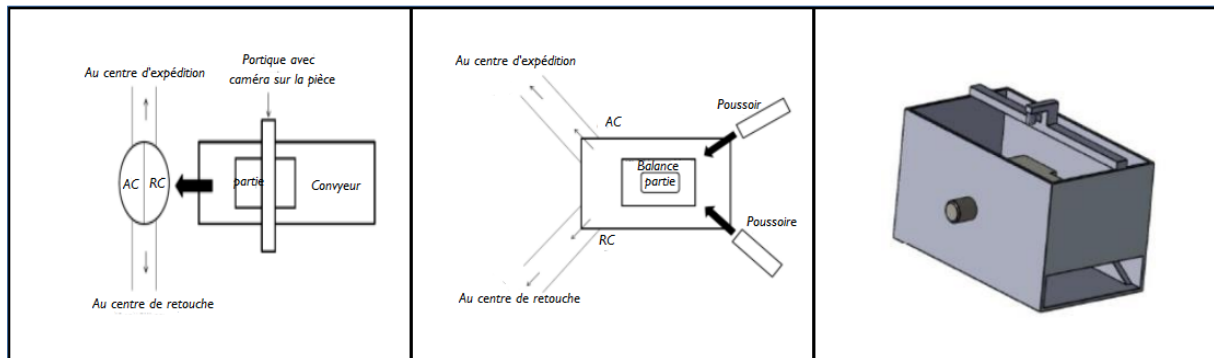 Portique avec
caméra sur la pièce
Au centre d'expédition
AC
RC
partie
Convyeur
Au centre de retouche
Au centre d'expédition
Poussoir
AC
Balance
partie
Poussoire
RC
Au centre de retouche